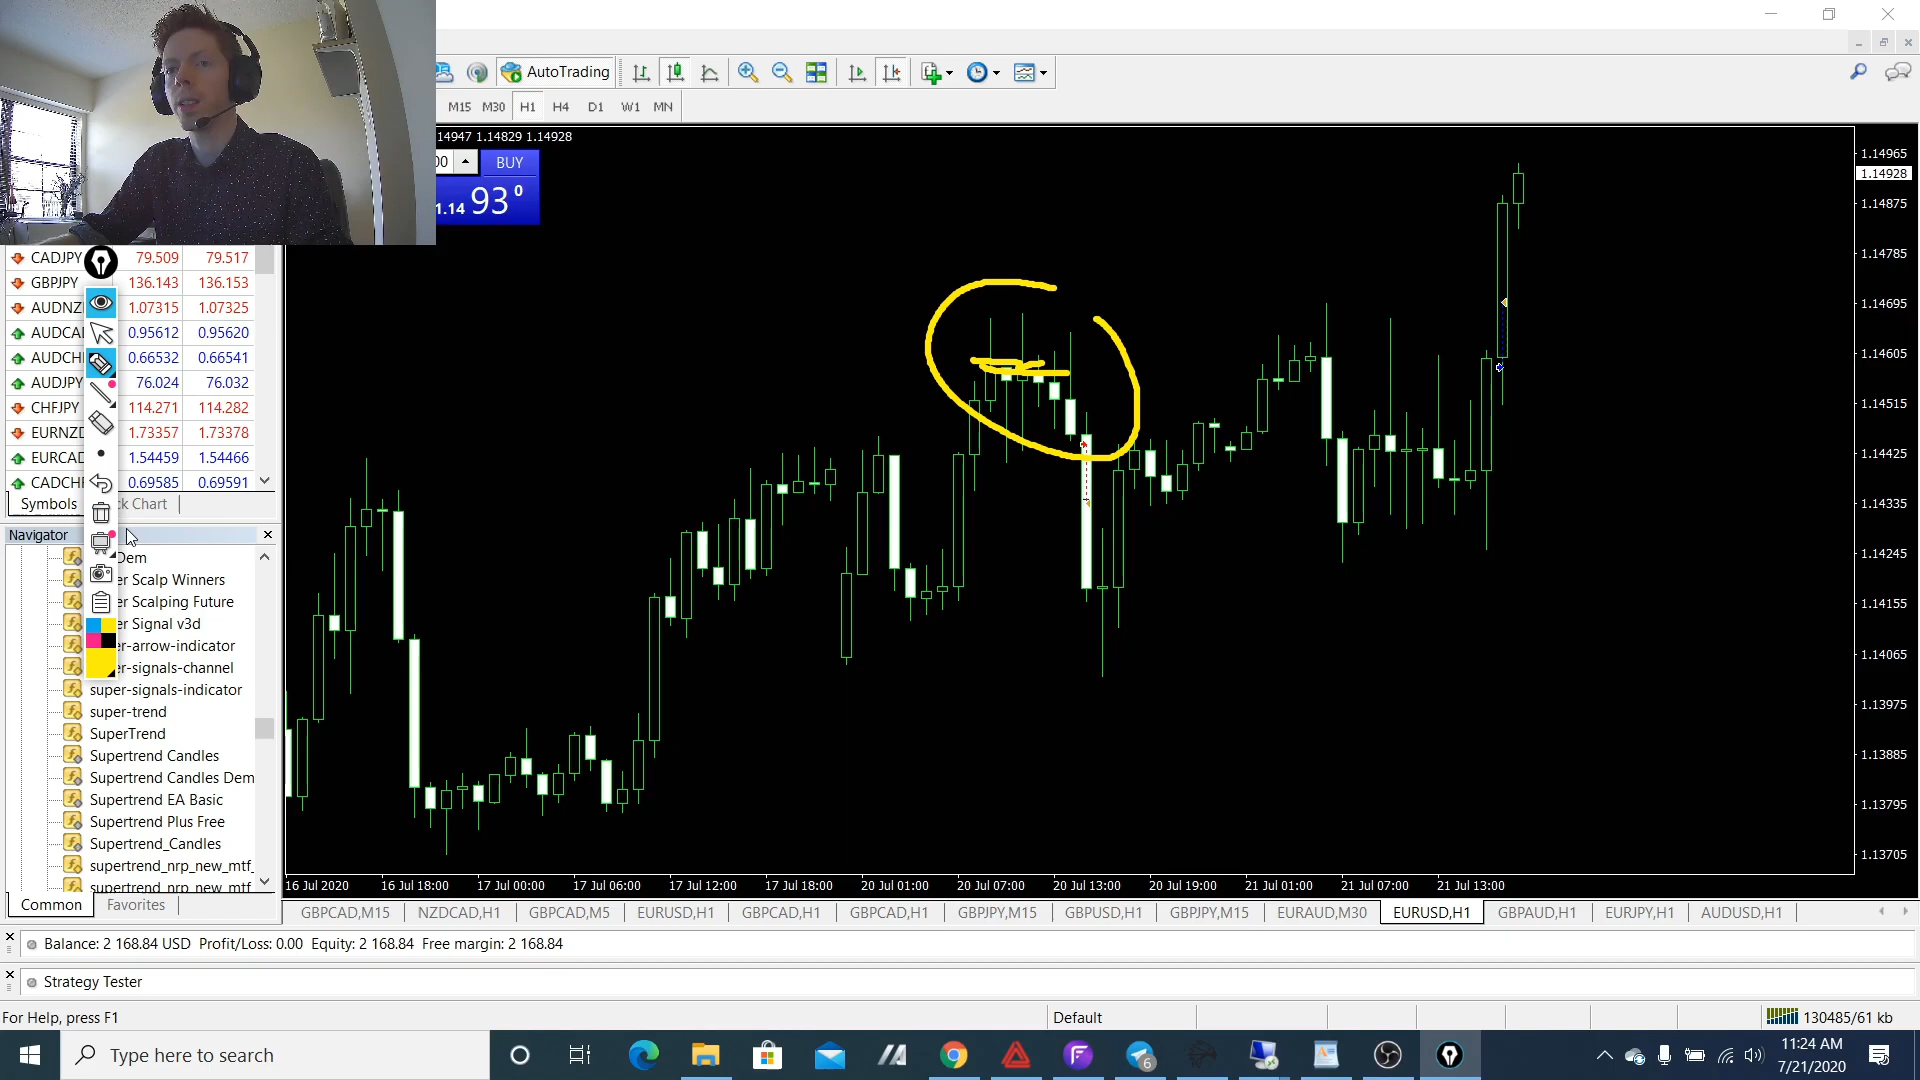 AutoTrading
M15 M30 H1 H4 D1 W1 MN
14947 1.14829 1.14928
00 BUY
1.14 93 0
1.14965
1.14928
1.14875
1.14785
1.14695
1.14605
1.14515
1.14425
1.14335
1.14245
1.14155
1.14065
1.13975
1.13885
1.13795
1.13705
CADJPY 79.509 79.517
GBPJPY 136.143 136.153
AUDNZ 1.07315 1.07325
AUDCA 0.95612 0.95620
AUDCH 0.66532 0.66541
AUDJPY 76.024 76.032
CHFJPY 114.271 114.282
EURNZD 1.73357 1.73378
EURCAD 1.54459 1.54466
CADCHF 0.69585 0.69591
Symbols ck Chart
Navigator
Dem
er Scalp Winners
er Scalping Future
er Signal v3d
er-arrow-indicator
er-signals-channel
super-signals-indicator
super-trend
SuperTrend
Supertrend Candles
Supertrend Candles Dem
Supertrend EA Basic
Supertrend Plus Free
Supertrend_Candles
supertrend_nrp_new_mtf_
supertrend_nrp_new_mtf
Common Favorites
16 Jul 2020 16 Jul 18:00 17 Jul 00:00 17 Jul 06:00 17 Jul 12:00 17 Jul 18:00 20 Jul 01:00 20 Jul 07:00 20 Jul 13:00 20 Jul 19:00 21 Jul 01:00 21 Jul 07:00 21 Jul 13:00
GBPCAD,M15 NZDCAD,H1 GBPCAD,M5 EURUSD,H1 GBPCAD,H1 GBPCAD,H1 GBPJPY,M15 GBPUSD,H1 GBPJPY,M15 EURAUD,M30 EURUSD,H1 GBPAUD,H1 EURJPY,H1 AUDUSD,H1
Balance: 2 168.84 USD Profit/Loss: 0.00 Equity: 2 168.84 Free margin: 2 168.84
Strategy Tester
For Help, press F1 Default 130485/61 kb
Type here to search 6 11:24 AM
7/21/2020